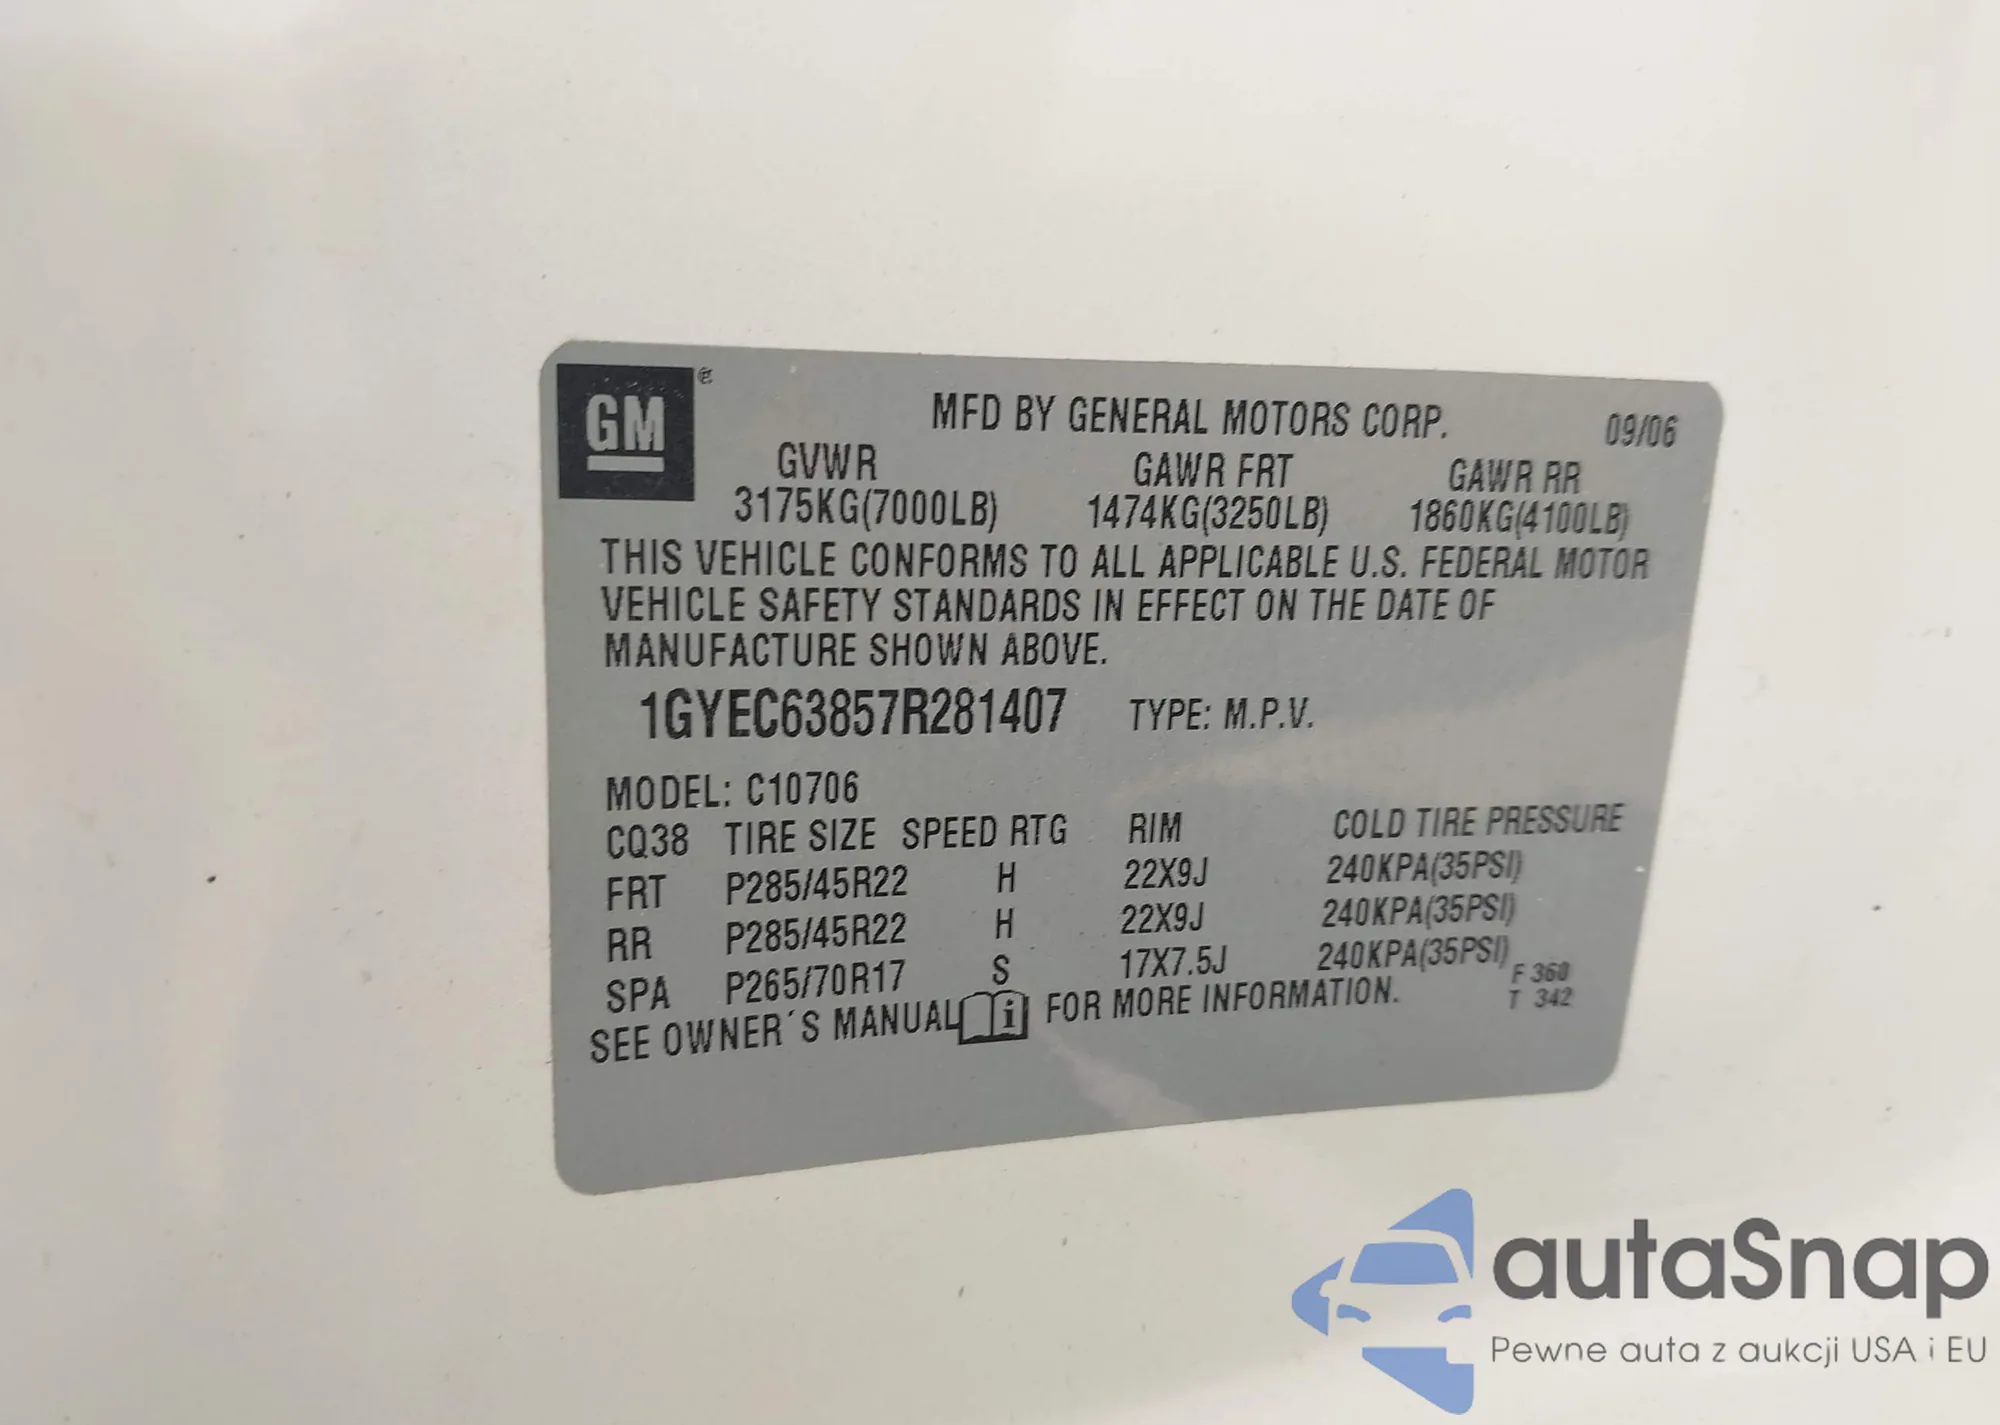 GM
MFD BY GENERAL MOTORS CORP. 09/06
GVWR GAWR FRT GAWR RR
3175KG(7000LB) 1474KG(3250LB) 1860KG(4100LB)
THIS VEHICLE CONFORMS TO ALL APPLICABLE U.S. FEDERAL MOTOR
VEHICLE SAFETY STANDARDS IN EFFECT ON THE DATE OF
MANUFACTURE SHOWN ABOVE.
1GYEC63857R281407 TYPE: M.P.V.
MODEL: C10706
CQ38 TIRE SIZE SPEED RTG RIM COLD TIRE PRESSURE
FRT P285/45R22 H 22X9J 240KPA(35PSI)
RR P285/45R22 H 22X9J 240KPA(35PSI)
SPA P265/70R17 S 17X7.5J 240KPA(35PSI)
F 360
T 342
SEE OWNER´S MANUAL i FOR MORE INFORMATION.
autaSnap
Pewne auta z aukcji USA i EU